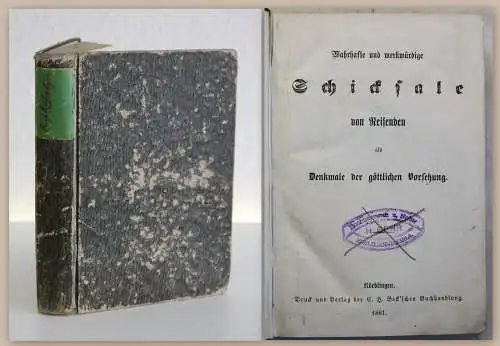 Wahrhafte und merkwürdige
Schicksale
von Reisenden
als
Denkmale der göttlichen Vorsehung.
Nördlingen.
Druck und Verlag der C. H. Beck'schen Buchhandlung.
1861.